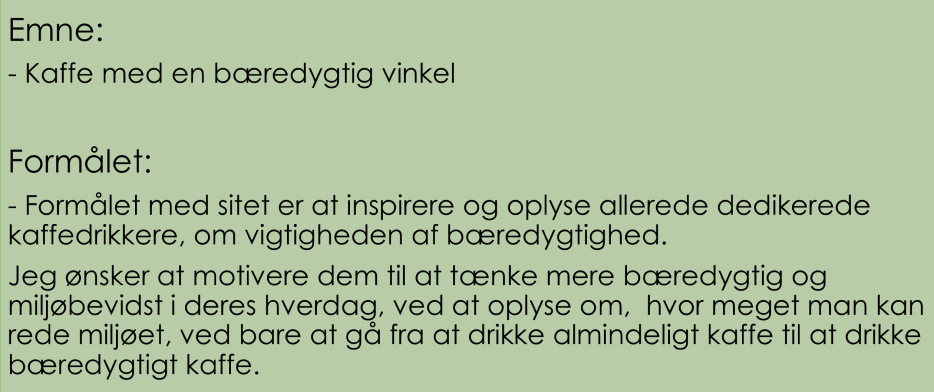 Emne:
- Kaffe med en bæredygtig vinkel
Formålet:
- Formålet med sitet er at inspirere og oplyse allerede dedikerede
kaffedrikkere, om vigtigheden af bæredygtighed.
Jeg ønsker at motivere dem til at tænke mere bæredygtig og
miljøbevidst i deres hverdag, ved at oplyse om,  hvor meget man kan
rede miljøet, ved bare at gå fra at drikke almindeligt kaffe til at drikke
bæredygtigt kaffe.